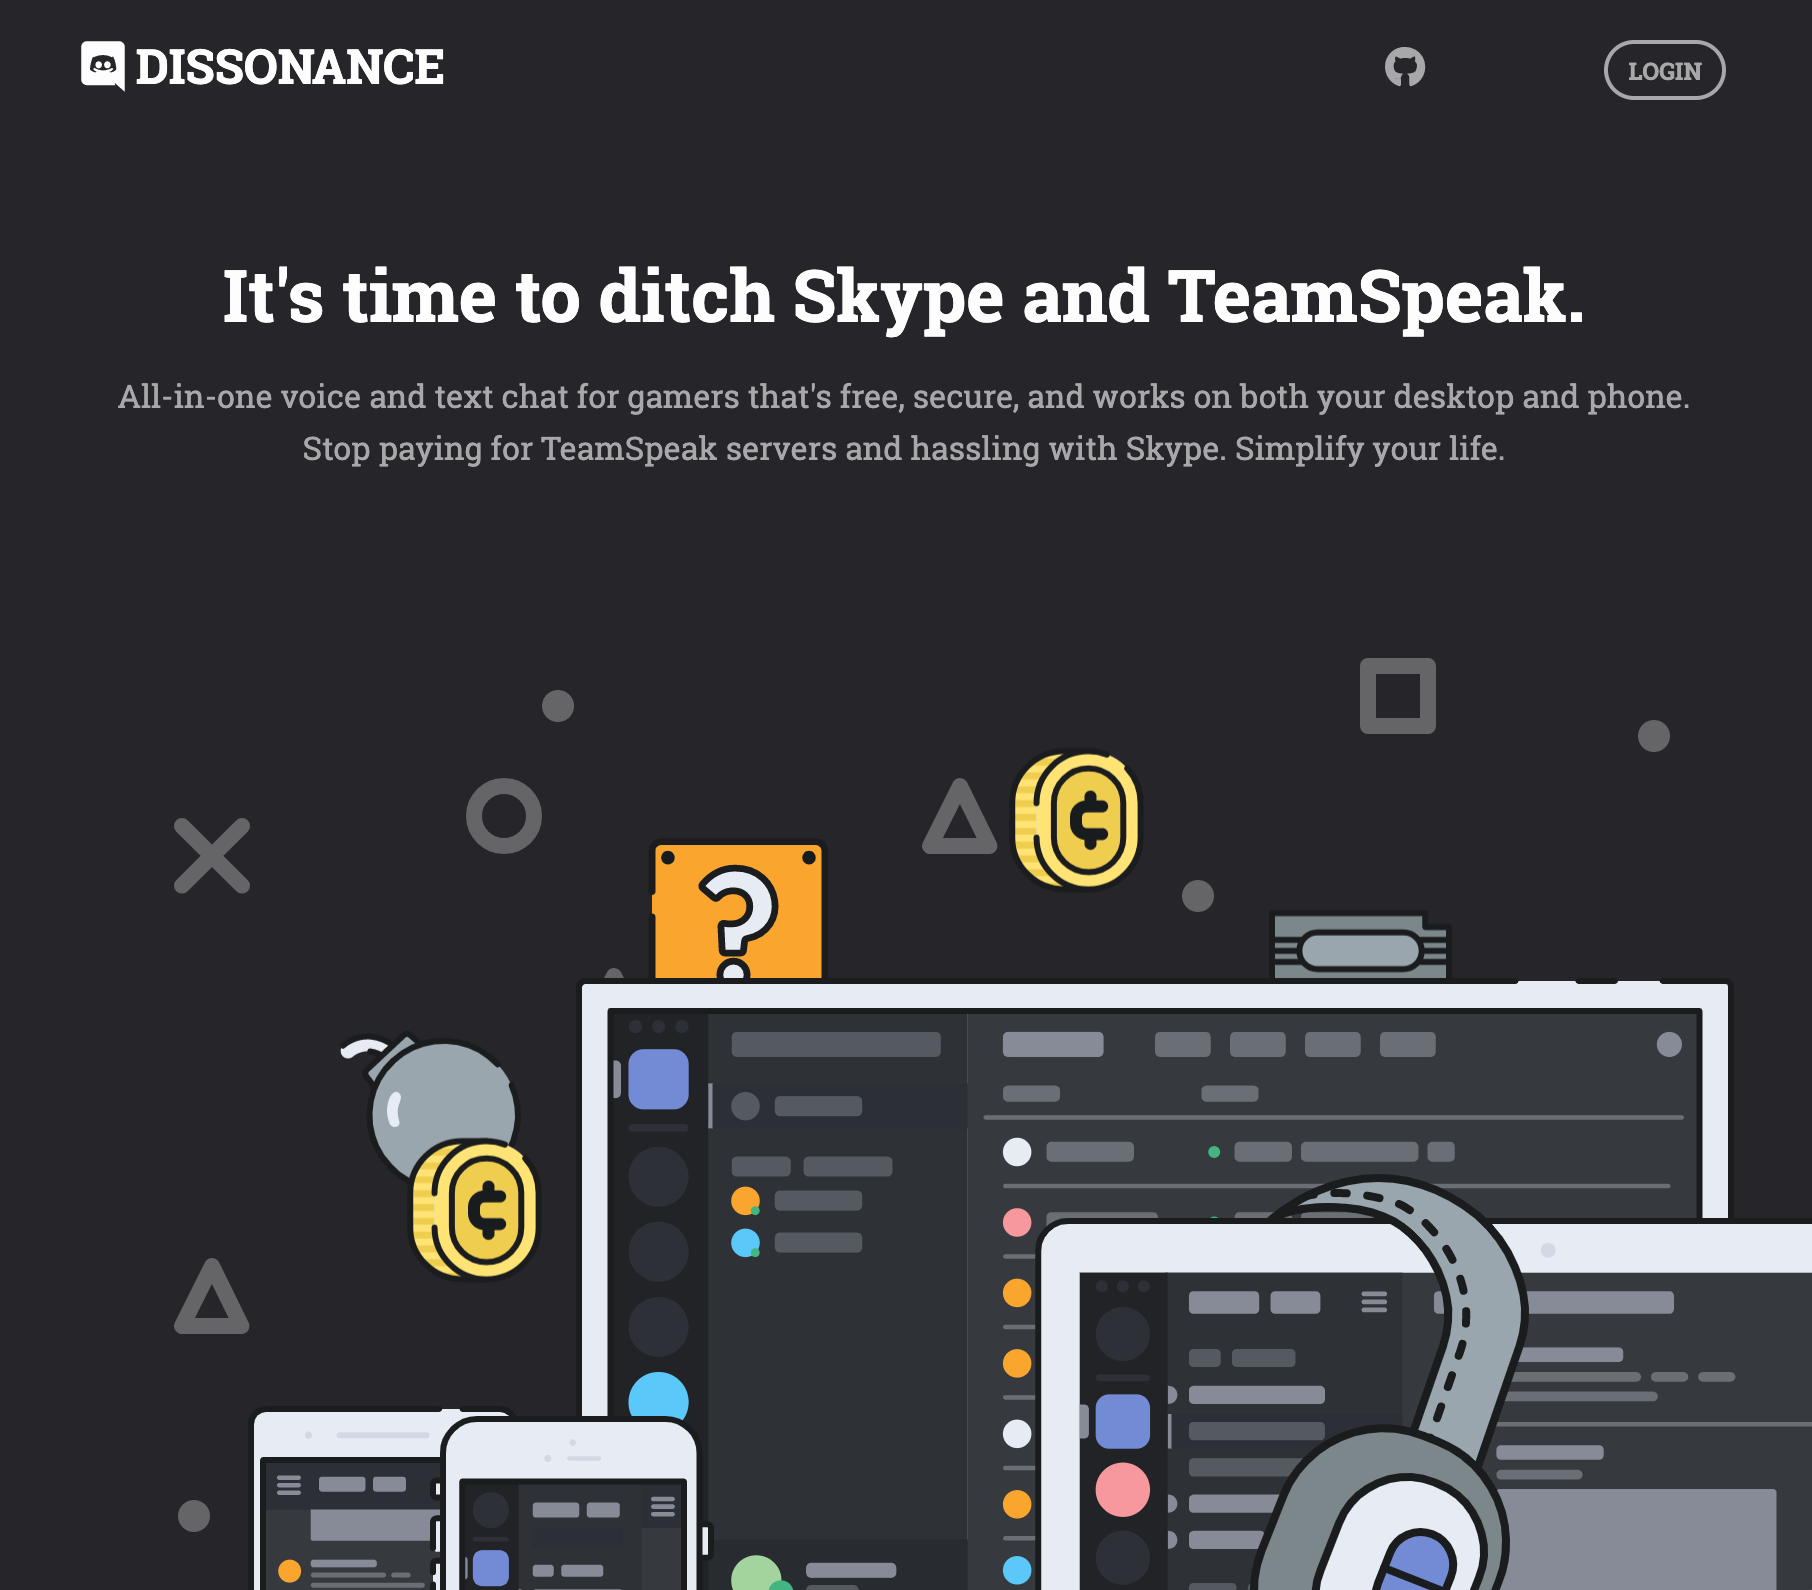 DISSONANCE
LOGIN
It's time to ditch Skype and TeamSpeak.
All-in-one voice and text chat for gamers that's free, secure, and works on both your desktop and phone.
Stop paying for TeamSpeak servers and hassling with Skype. Simplify your life.
¢
?
¢